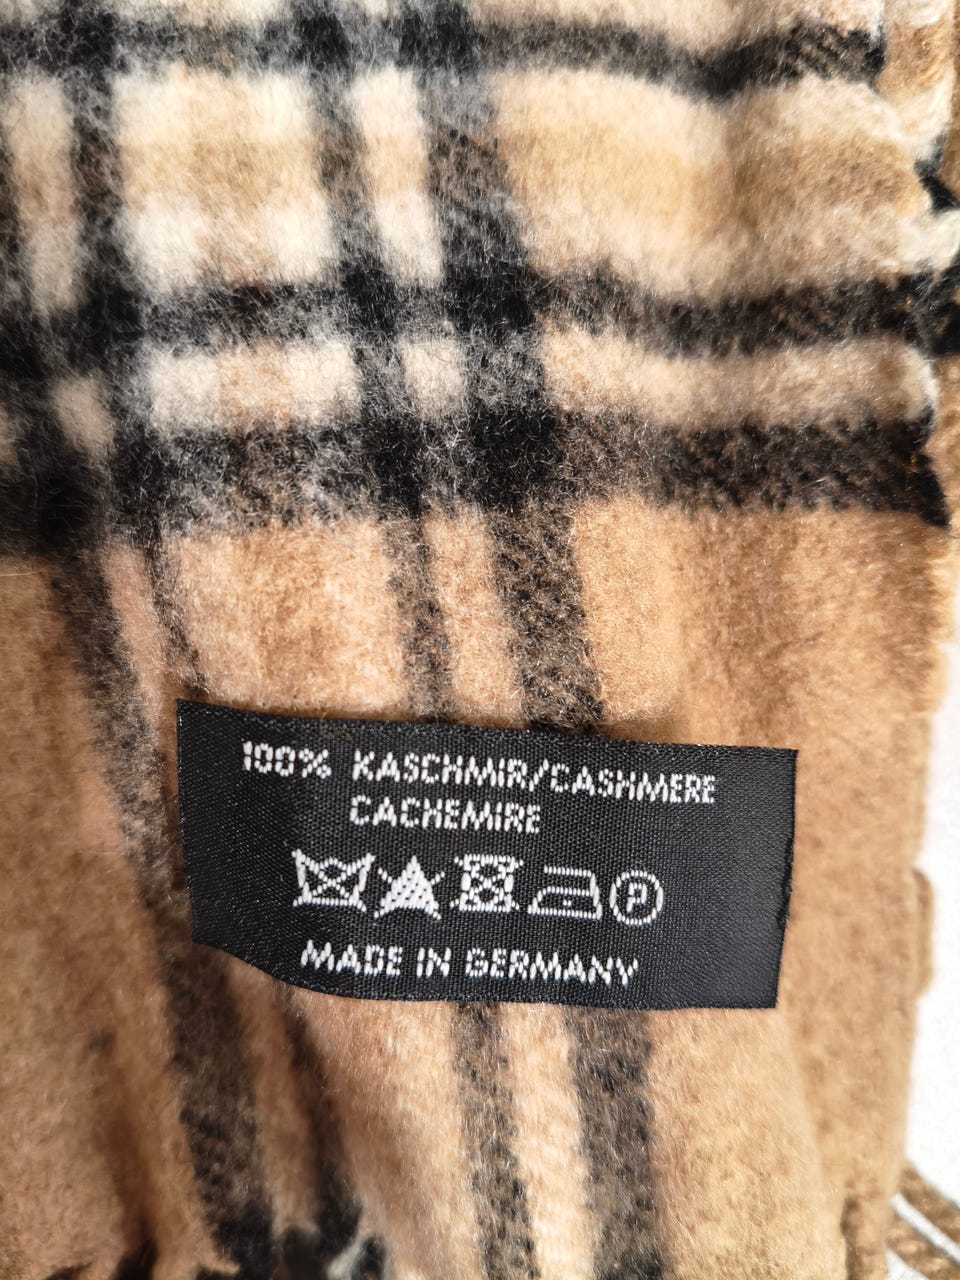 100% KASCHMIR/CASHMERE
CACHEMIRE
P
MADE IN GERMANY